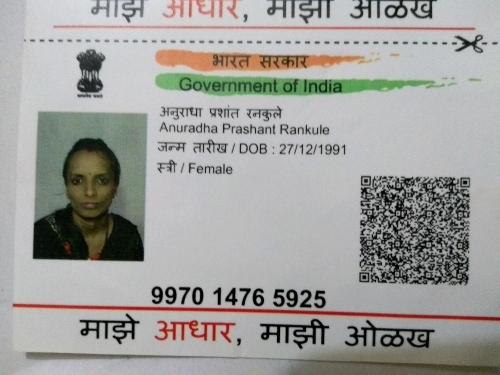 माझे आधार, माझी ओळख
भारत सरकार
Government of India
अनुराधा प्रशांत रनकुले
Anuradha Prashant Rankule
जन्म तारीख / DOB : 27/12/1991
स्त्री / Female
9970 1476 5925
माझे आधार, माझी ओळख